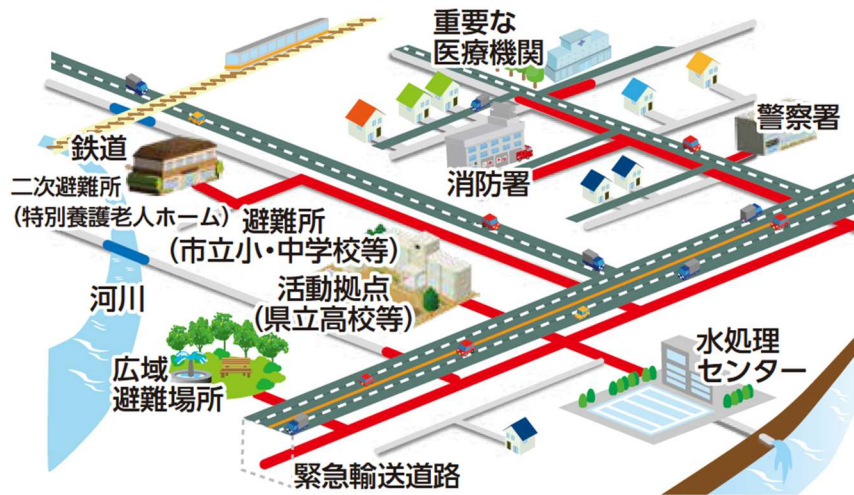 重要な
医療機関
警察署
鉄道
消防署
二次避難所
(特別養護老人ホーム)
避難所
(市立小・中学校等)
河川
活動拠点
(県立高校等)
広域
避難場所
水処理
センター
緊急輸送道路